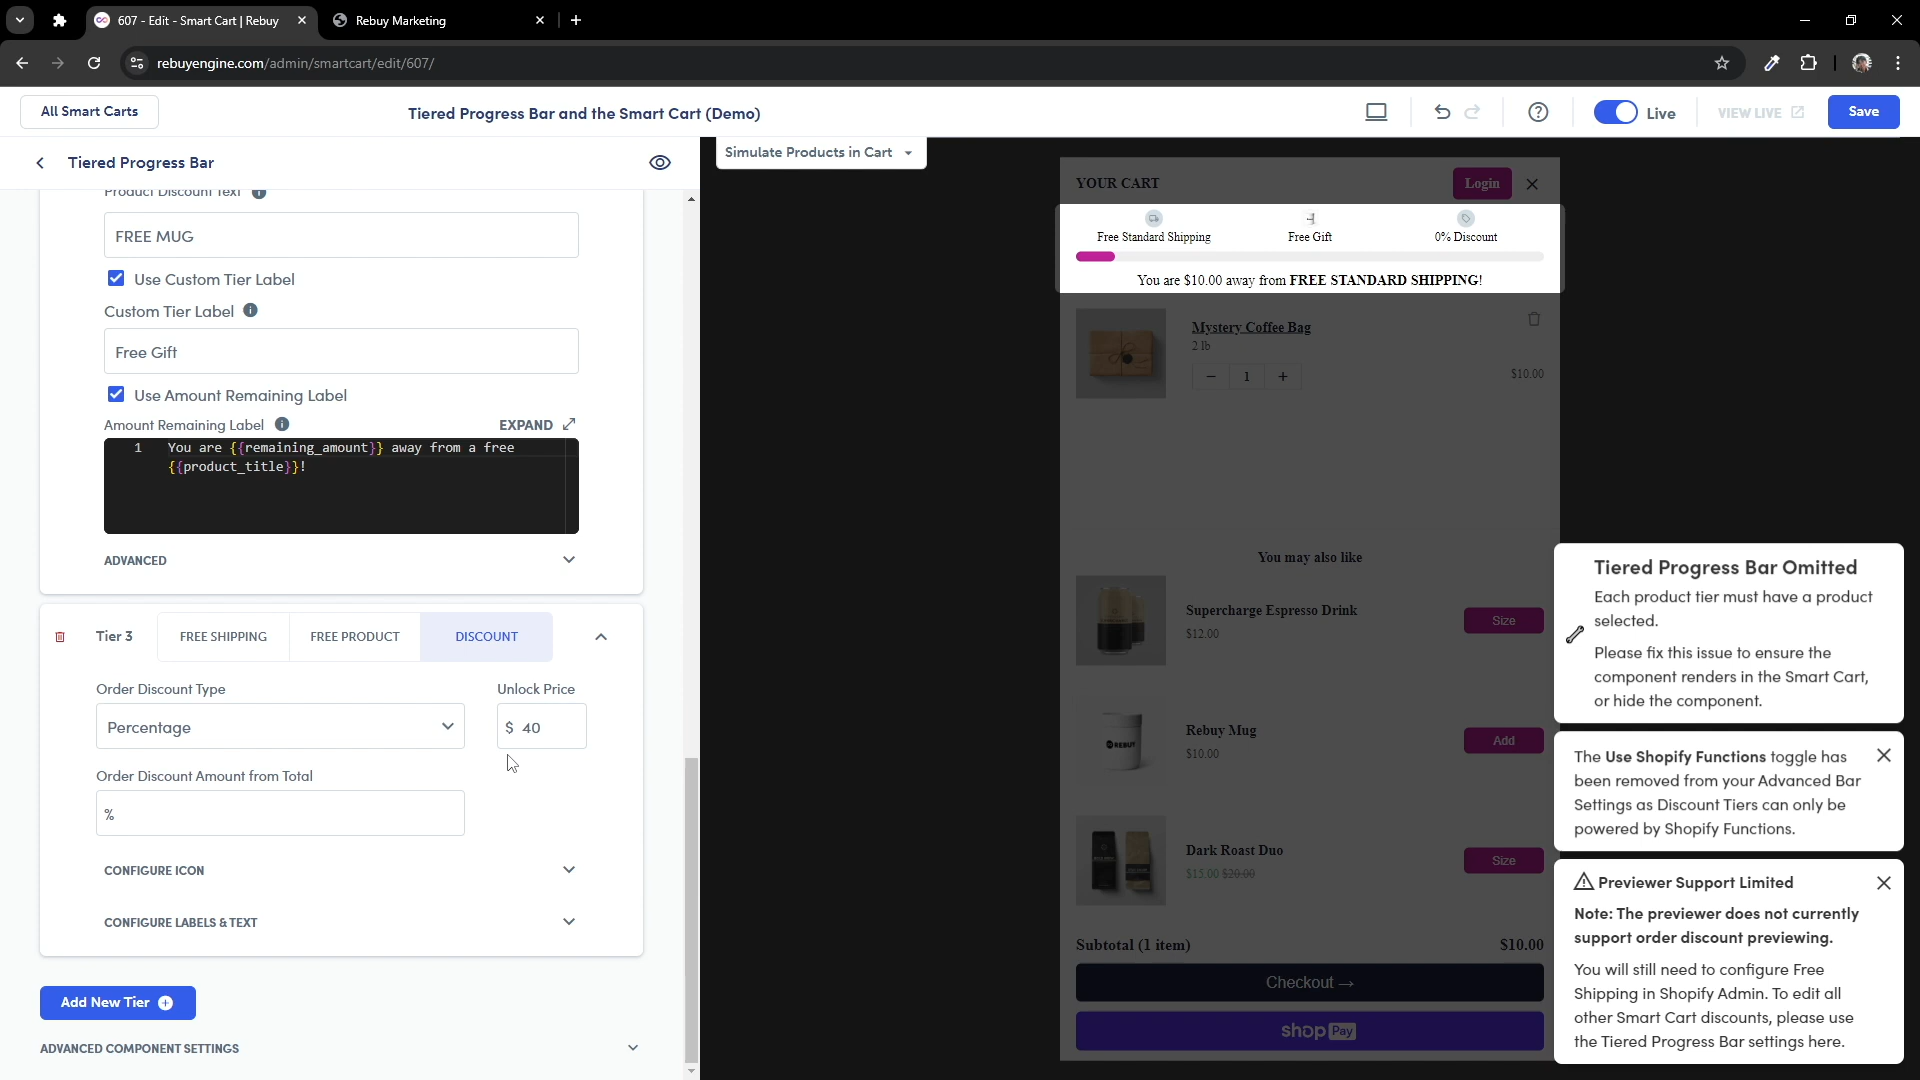 607 - Edit - Smart Cart | Rebuy
Rebuy Marketing
rebuyengine.com/admin/smartcart/edit/607/
All Smart Carts
Tiered Progress Bar and the Smart Cart (Demo)
Live
VIEW LIVE
Save
Tiered Progress Bar
Simulate Products in Cart
Product Discount Text
FREE MUG
Use Custom Tier Label
Custom Tier Label
Free Gift
Use Amount Remaining Label
Amount Remaining Label
EXPAND
1 You are {{remaining_amount}} away from a free
{{product_title}}!
ADVANCED
Tier 3
FREE SHIPPING
FREE PRODUCT
DISCOUNT
Order Discount Type
Unlock Price
Percentage
$ 40
Order Discount Amount from Total
%
CONFIGURE ICON
CONFIGURE LABELS & TEXT
Add New Tier
ADVANCED COMPONENT SETTINGS
YOUR CART
Login
Free Standard Shipping
Free Gift
0% Discount
You are $10.00 away from FREE STANDARD SHIPPING!
Mystery Coffee Bag
2 lb
1
$10.00
You may also like
Supercharge Espresso Drink
$12.00
Size
REBUY
Rebuy Mug
$10.00
Add
Dark Roast Duo
$15.00 $20.00
Size
Subtotal (1 item)
$10.00
Checkout →
shop Pay
Tiered Progress Bar Omitted
Each product tier must have a product
selected.
Please fix this issue to ensure the
component renders in the Smart Cart,
or hide the component.
The Use Shopify Functions toggle has
been removed from your Advanced Bar
Settings as Discount Tiers can only be
powered by Shopify Functions.
Previewer Support Limited
Note: The previewer does not currently
support order discount previewing.
You will still need to configure Free
Shipping in Shopify Admin. To edit all
other Smart Cart discounts, please use
the Tiered Progress Bar settings here.